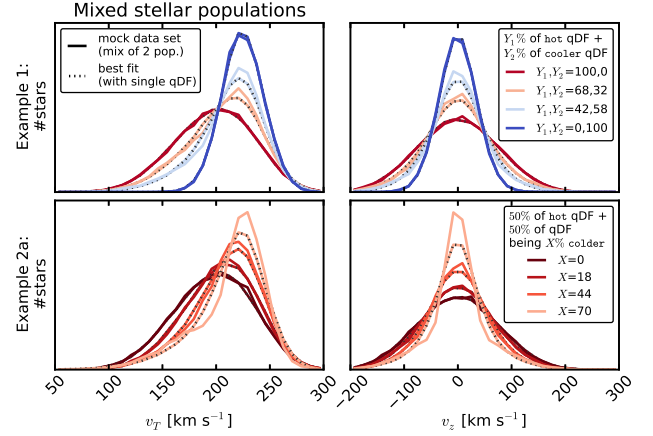 Mixed stellar populations
Example 1:
#stars
mock data set
(mix of 2 pop.)
best fit
(with single qDF)
Y₁% of hot qDF +
Y₂% of cooler qDF
Y₁,Y₂=100,0
Y₁,Y₂=68,32
Y₁,Y₂=42,58
Y₁,Y₂=0,100
Example 2a:
#stars
50% of hot qDF +
50% of qDF
being X% colder
X=0
X=18
X=44
X=70
50 100 150 200 250 300
v_T [km s⁻¹]
−200 −100 0 100 200 300
v_z [km s⁻¹]